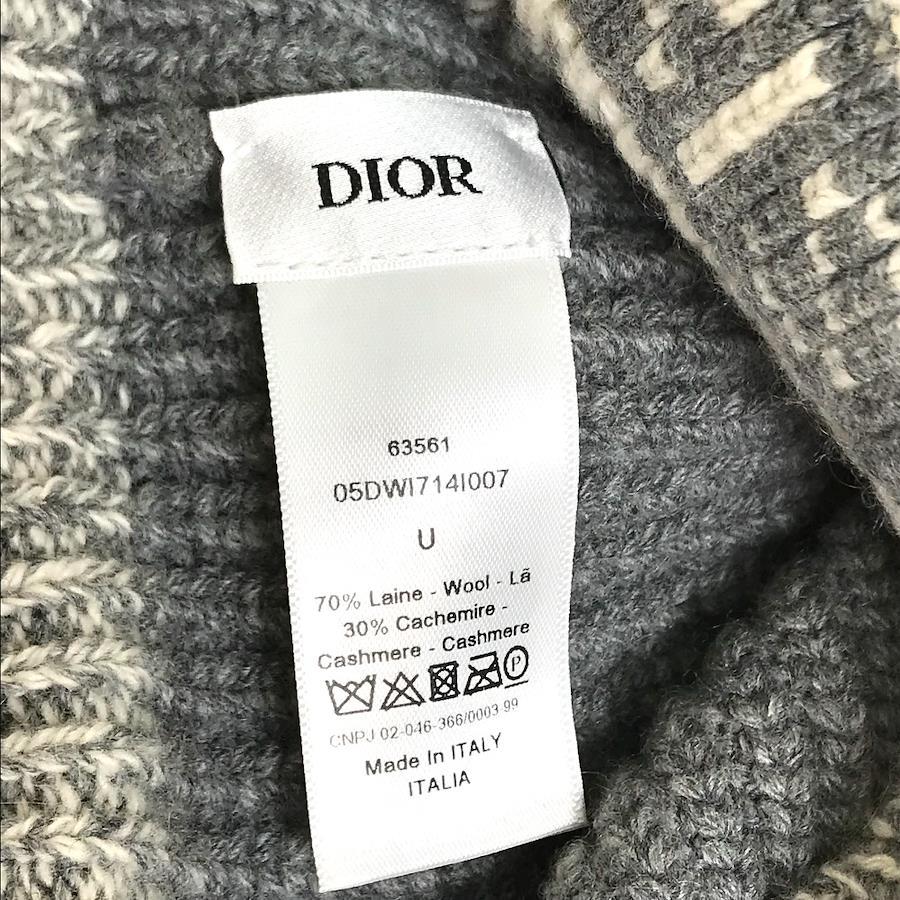 DIOR
63561
05DWI714I007
U
70% Laine - Wool - Lã
30% Cachemire -
Cashmere - Cashmere
P
CNPJ 02-046-366/0003-99
Made In ITALY
ITALIA